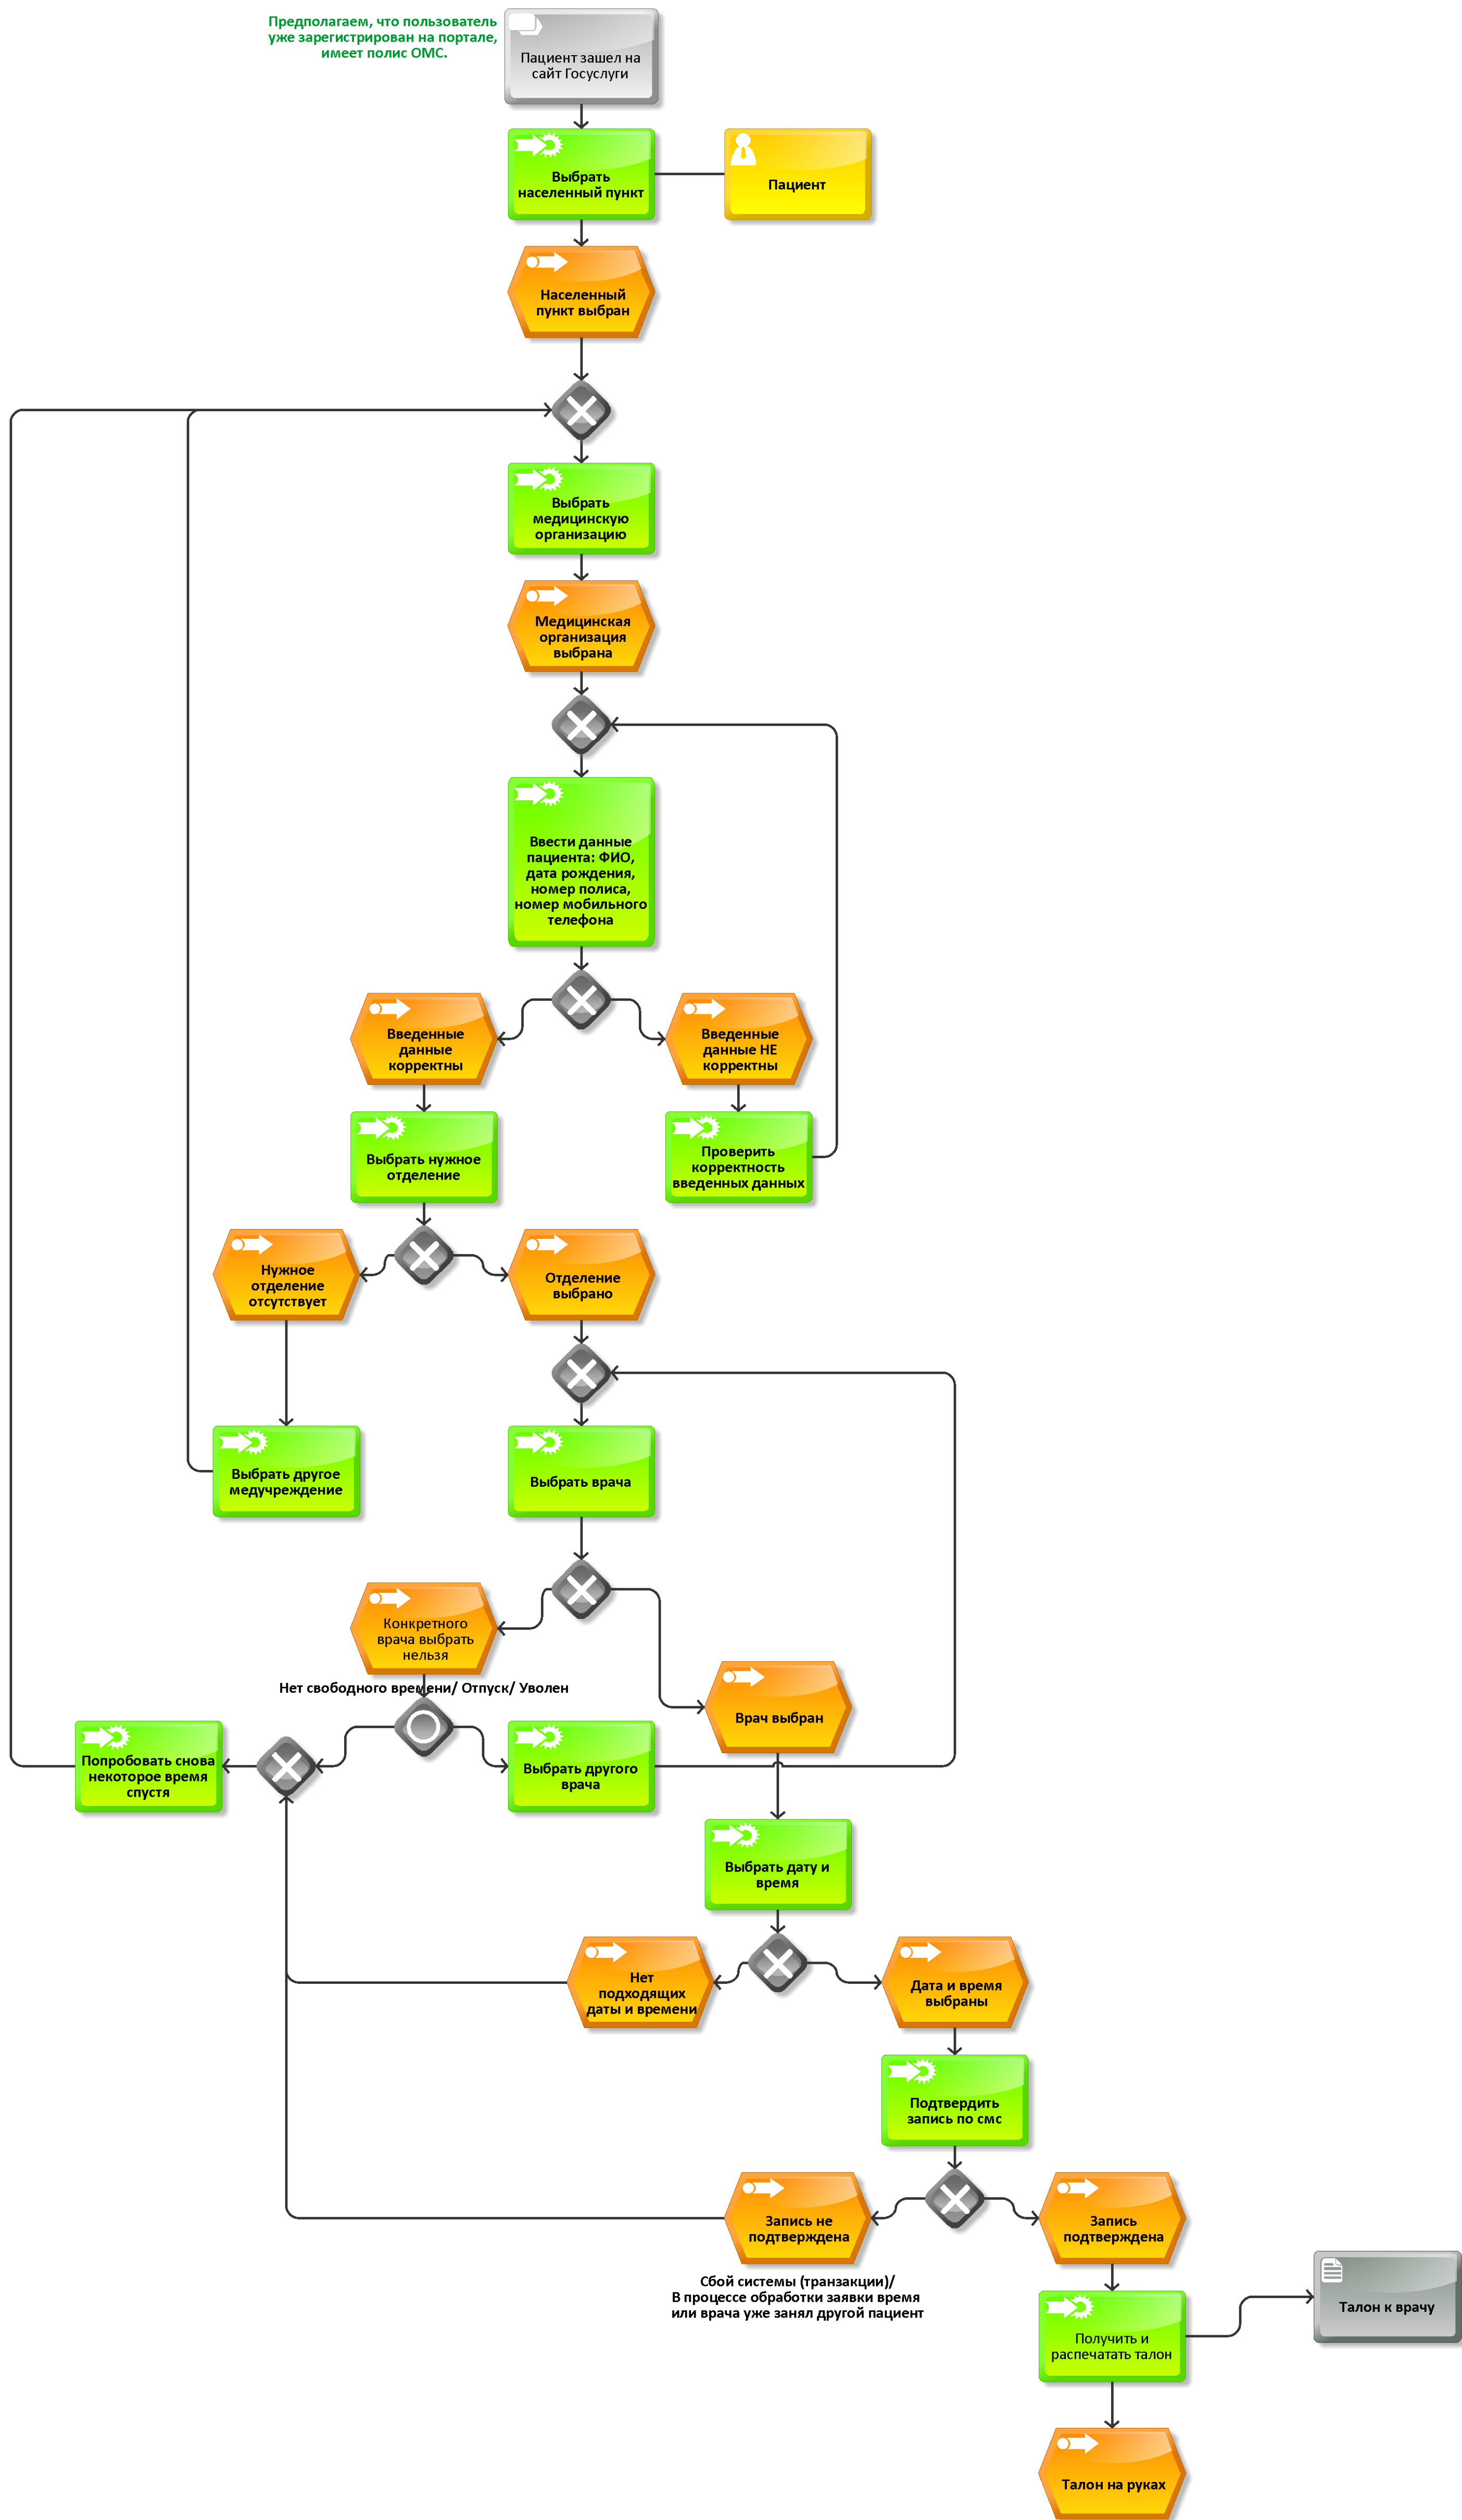 Предполагаем, что пользователь
уже зарегистрирован на портале,
имеет полис ОМС.
Пациент зашел на
сайт Госуслуги
Выбрать
населенный пункт
Пациент
Населенный
пункт выбран
Выбрать
медицинскую
организацию
Медицинская
организация
выбрана
Ввести данные
пациента: ФИО,
дата рождения,
номер полиса,
номер мобильного
телефона
Введенные
данные
корректны
Введенные
данные НЕ
корректны
Выбрать нужное
отделение
Проверить
корректность
введенных данных
Нужное
отделение
отсутствует
Отделение
выбрано
Выбрать другое
медучреждение
Выбрать врача
Конкретного
врача выбрать
нельзя
Нет свободного времени/ Отпуск/ Уволен
Врач выбран
Попробовать снова
некоторое время
спустя
Выбрать другого
врача
Выбрать дату и
время
Нет
подходящих
даты и времени
Дата и время
выбраны
Подтвердить
запись по смс
Запись не
подтверждена
Запись
подтверждена
Сбой системы (транзакции)/
В процессе обработки заявки время
или врача уже занял другой пациент
Талон к врачу
Получить и
распечатать талон
Талон на руках